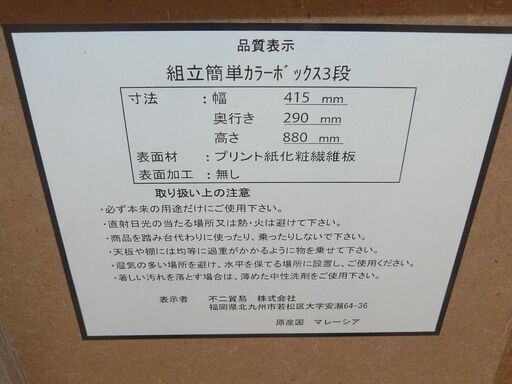 品質表示
組立簡単ｶﾗｰﾎﾞｯｸｽ3段
寸法 : 幅 415 mm
奥行き 290 mm
高さ 880 mm
表面材 : プリント紙化粧繊維板
表面加工 : 無し
取り扱い上の注意
・必ず本来の用途だけにご使用下さい。
・直射日光の当たる場所又は熱・火は避けて下さい。
・商品を踏み台代わりに使ったり、乗ったりしないで下さい。
・天板や棚には均等に過重がかかるように物を乗せて下さい。
・湿気の多い場所を避け、水平を保てる場所に設置し、ご使用ください。
・著しい汚れを落とす場合は、薄めた中性洗剤をご使用下さい。
表示者 不二貿易 株式会社
福岡県北九州市若松区大字安瀬64-36
原産国 マレーシア